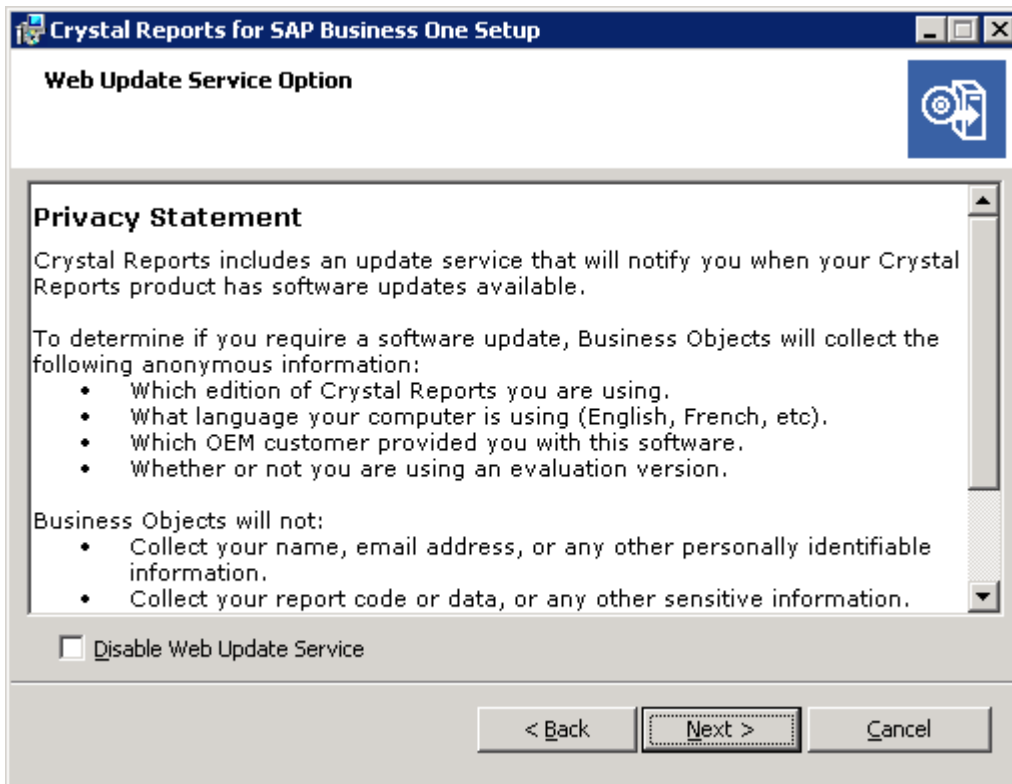 Crystal Reports for SAP Business One Setup
Web Update Service Option
Privacy Statement
Crystal Reports includes an update service that will notify you when your Crystal
Reports product has software updates available.
To determine if you require a software update, Business Objects will collect the
following anonymous information:
• Which edition of Crystal Reports you are using.
• What language your computer is using (English, French, etc).
• Which OEM customer provided you with this software.
• Whether or not you are using an evaluation version.
Business Objects will not:
• Collect your name, email address, or any other personally identifiable
information.
• Collect your report code or data, or any other sensitive information.
Disable Web Update Service
< Back
Next >
Cancel